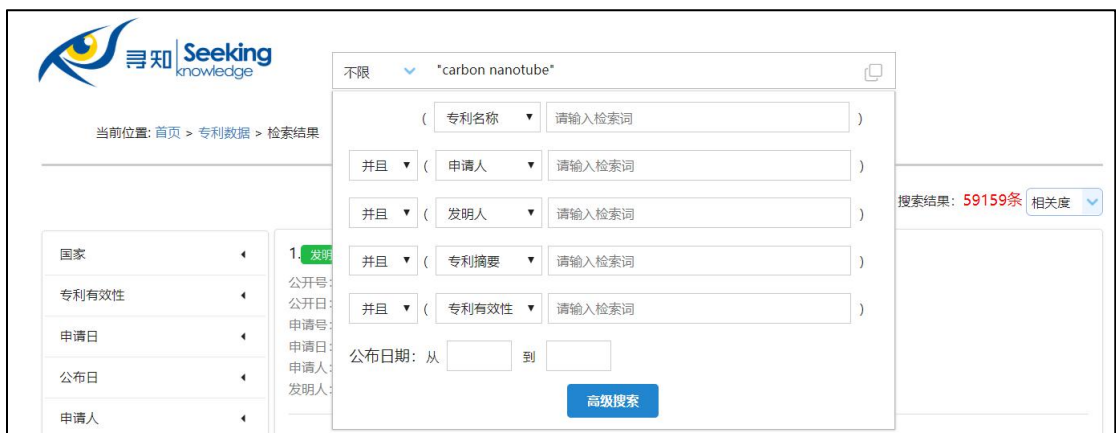 寻知 Seeking knowledge
不限 "carbon nanotube"
( 专利名称 ▼ 请输入检索词 )
当前位置: 首页 > 专利数据 > 检索结果
并且 ▼ ( 申请人 ▼ 请输入检索词 )
搜索结果: 59159条 相关度
并且 ▼ ( 发明人 ▼ 请输入检索词 )
并且 ▼ ( 专利摘要 ▼ 请输入检索词 )
并且 ▼ ( 专利有效性 ▼ 请输入检索词 )
公布日期: 从 到
高级搜索
国家
专利有效性
申请日
公布日
申请人
1. 发明
公开号:
公开日:
申请号:
申请日:
申请人:
发明人: